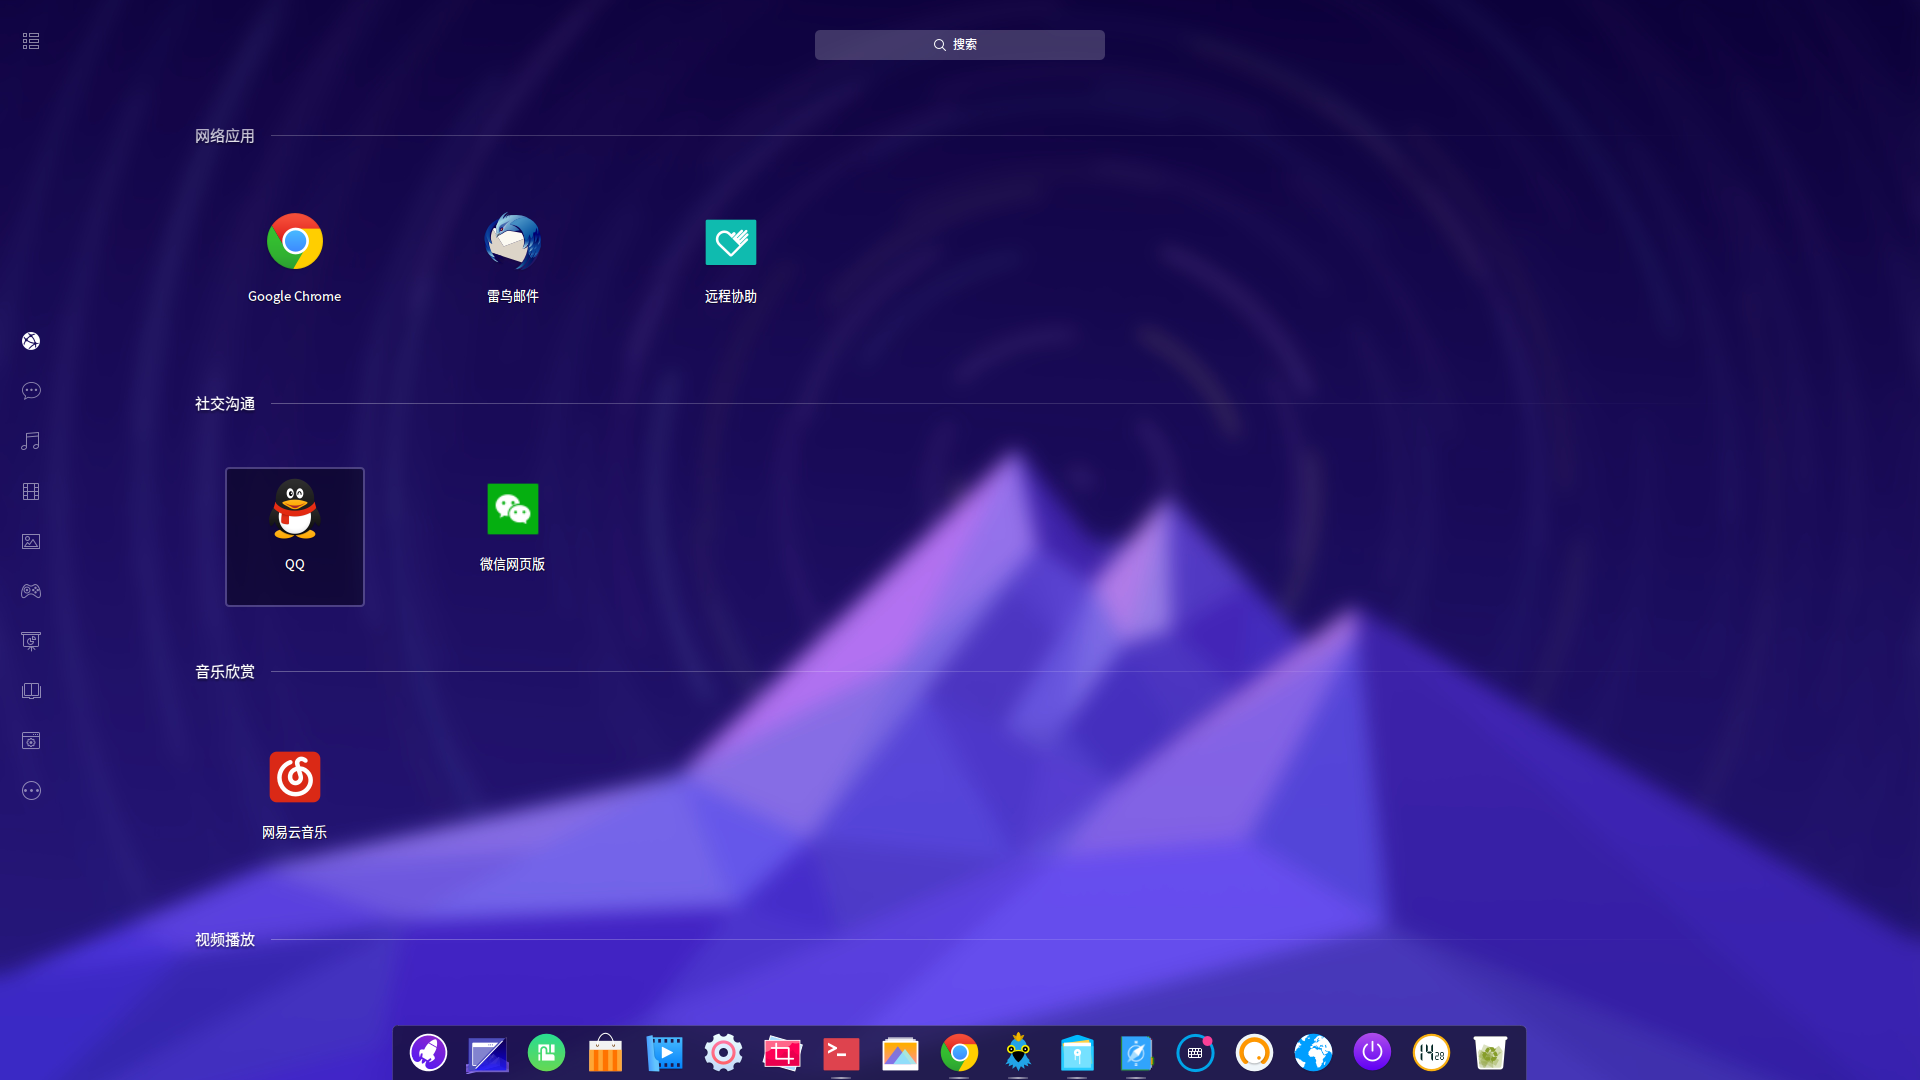 搜索
网络应用
Google Chrome
雷鸟邮件
远程协助
社交沟通
QQ
微信网页版
音乐欣赏
网易云音乐
视频播放
14 28